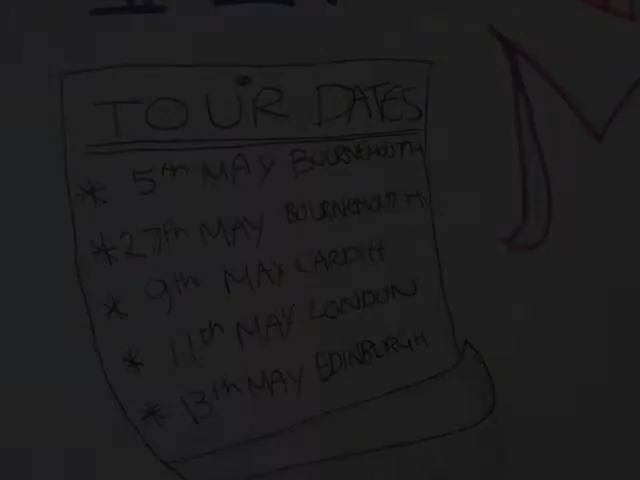 TOUR DATES
* 5th MAY BOURNEMOUTH
* 27th MAY BOURNEMOUTH
* 9th MAY CARDIFF
* 11th MAY LONDON
* 13th MAY EDINBURGH